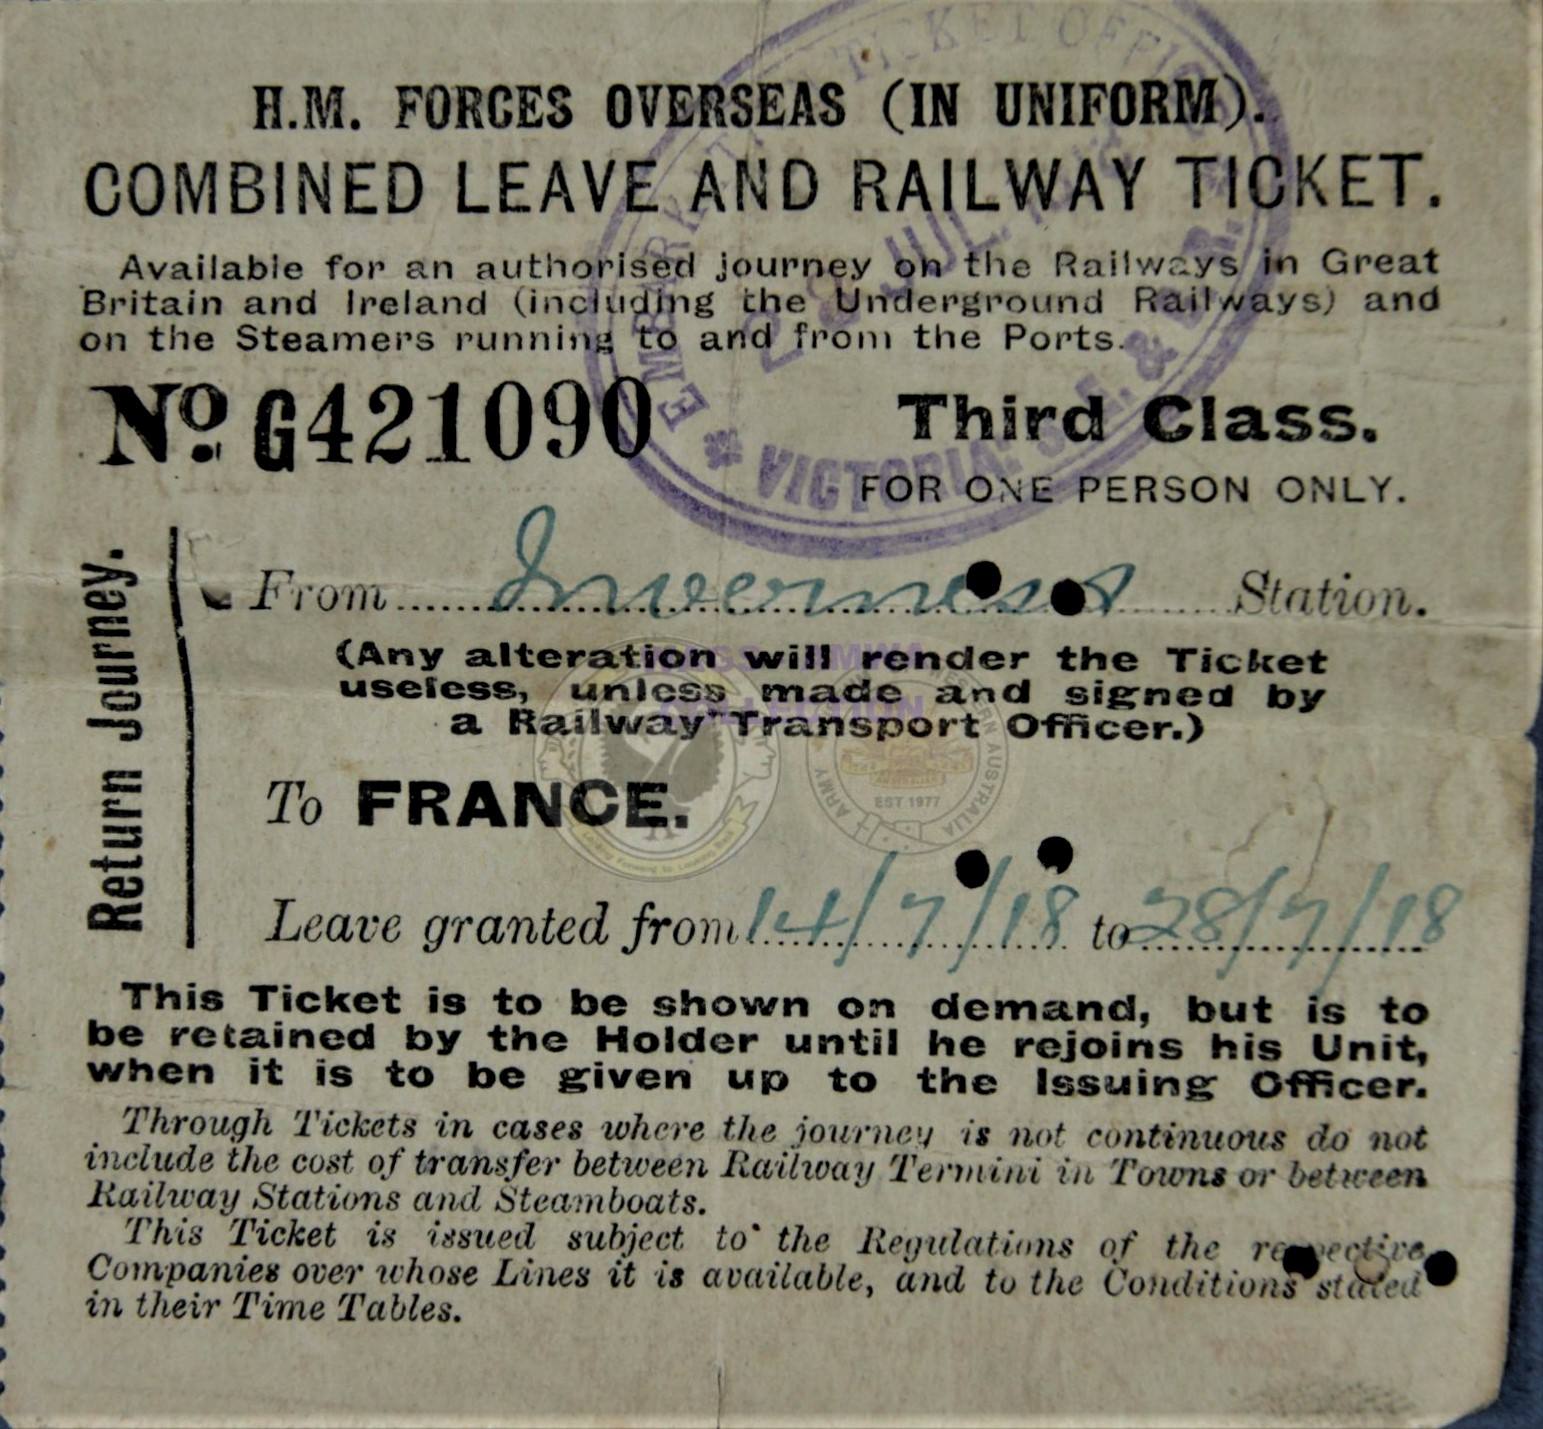 H.M. FORCES OVERSEAS (IN UNIFORM).
COMBINED LEAVE AND RAILWAY TICKET.
Available for an authorised journey on the Railways in Great
Britain and Ireland (including the Underground Railways) and
on the Steamers running to and from the Ports.
No. G421090
Third Class.
FOR ONE PERSON ONLY.
TICKET OFFICE
VICTORIA. S.E. & C.R.
Return Journey.
From Inverness Station.
(Any alteration will render the Ticket
useless, unless made and signed by
a Railway Transport Officer.)
To FRANCE.
ARMY
EST 1977
AUSTRALIA
Leave granted from 14/7/18 to 28/7/18
This Ticket is to be shown on demand, but is to
be retained by the Holder until he rejoins his Unit,
when it is to be given up to the Issuing Officer.
Through Tickets in cases where the journey is not continuous do not
include the cost of transfer between Railway Termini in Towns or between
Railway Stations and Steamboats.
This Ticket is issued subject to the Regulations of the respective
Companies over whose Lines it is available, and to the Conditions stated
in their Time Tables.